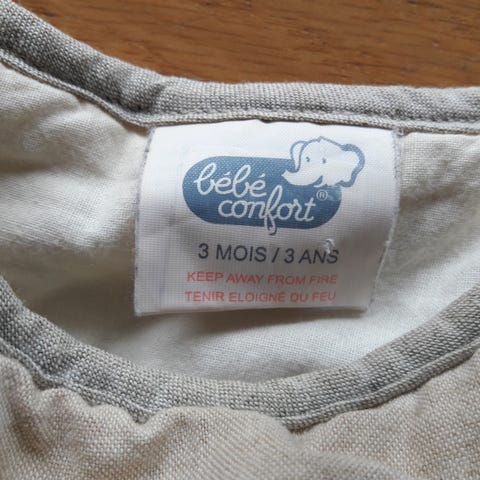 bébé
confort®
3 MOIS / 3 ANS
KEEP AWAY FROM FIRE
TENIR ELOIGNÉ DU FEU